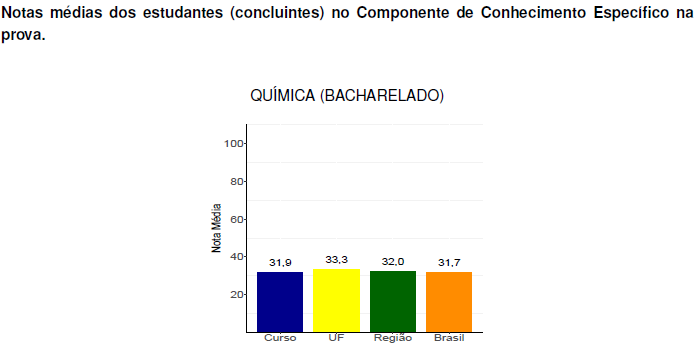 Notas médias dos estudantes (concluintes) no Componente de Conhecimento Específico na
prova.
QUÍMICA (BACHARELADO)
100
80
60
40
20
Nota Média
31,9
33,3
32,0
31,7
Curso
UF
Região
Brasil